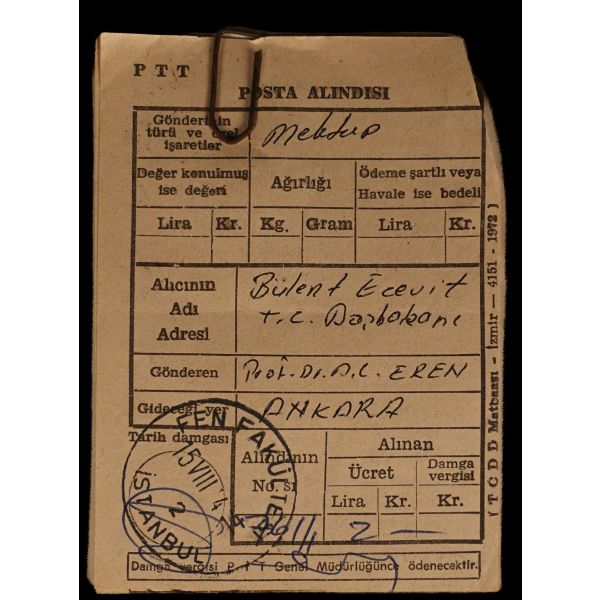 PTT
POSTA ALINDISI
Gönderinin
türü ve özel
işaretler
Mektup
Değer konulmuş
ise değeri
Ağırlığı
Ödeme şartlı veya
Havale ise bedeli
Lira Kr. Kg. Gram Lira Kr.
Alıcının
Adı
Adresi
Bülent Ecevit
T.C. Başbakanı
Gönderen
Prof. Dr. A.C. EREN
Gideceği yer
ANKARA
Tarih damgası
Alındının
No. sı
Alınan
Ücret
Damga
vergisi
Lira Kr. Kr.
2 —
FEN FAKÜLTESİ
15 VIII
2
İSTANBUL
Damga vergisi P. T T Genel Müdürlüğünce ödenecektir.
( T C D D Matbaası - İzmir — 4151 - 1972 )